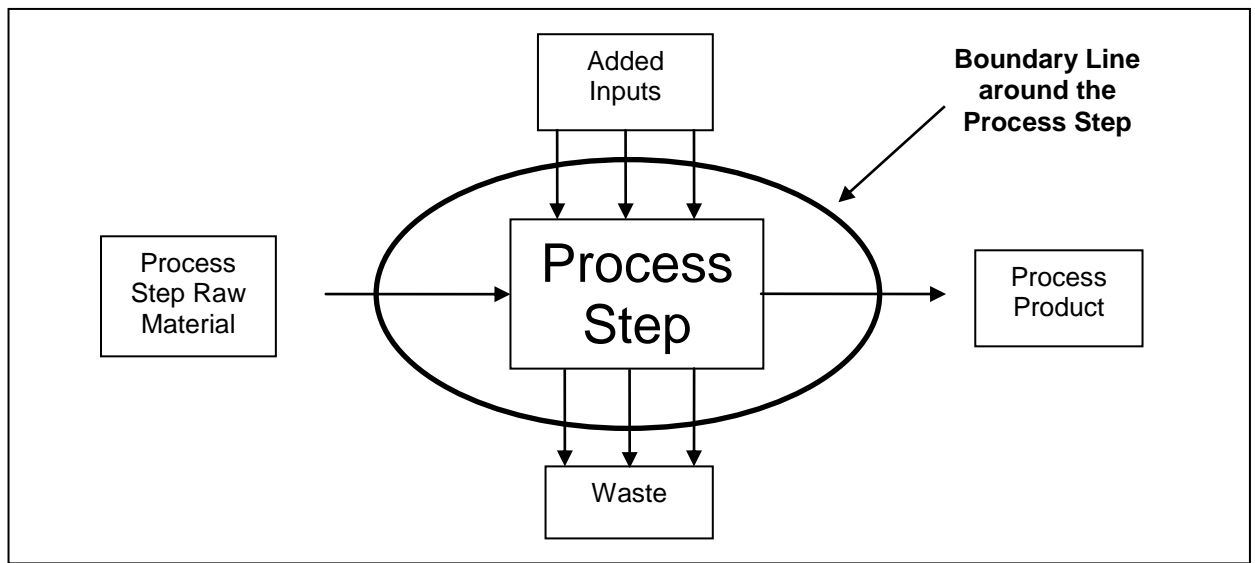 Added
Inputs
Boundary Line
around the
Process Step
Process
Step Raw
Material
Process
Step
Process
Product
Waste